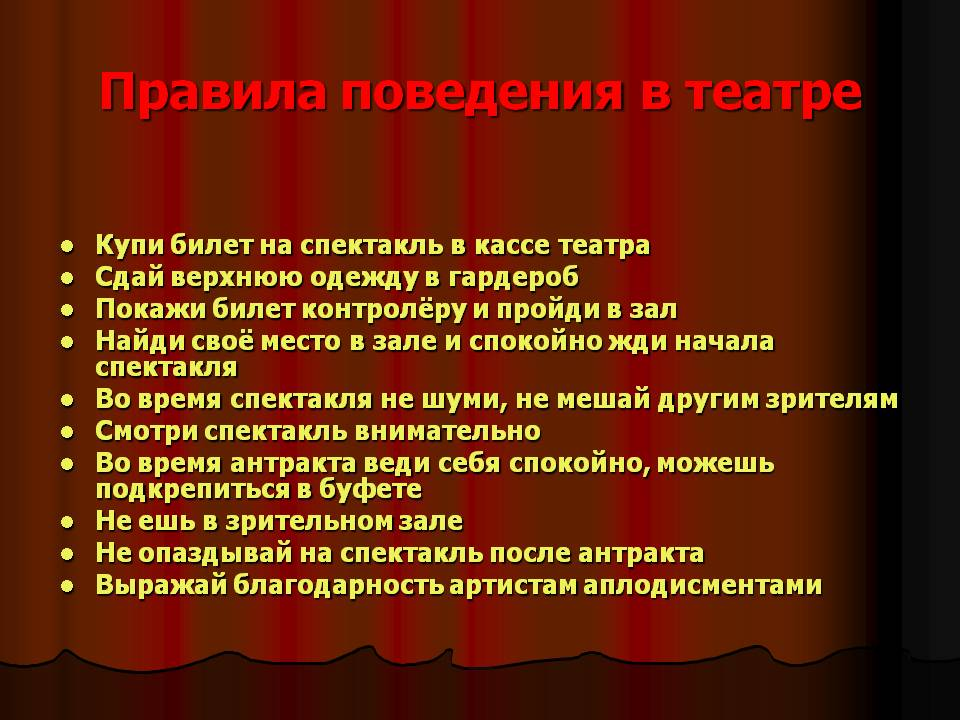 Правила поведения в театре
● Купи билет на спектакль в кассе театра
● Сдай верхнюю одежду в гардероб
● Покажи билет контролёру и пройди в зал
● Найди своё место в зале и спокойно жди начала
спектакля
● Во время спектакля не шуми, не мешай другим зрителям
● Смотри спектакль внимательно
● Во время антракта веди себя спокойно, можешь
подкрепиться в буфете
● Не ешь в зрительном зале
● Не опаздывай на спектакль после антракта
● Выражай благодарность артистам аплодисментами